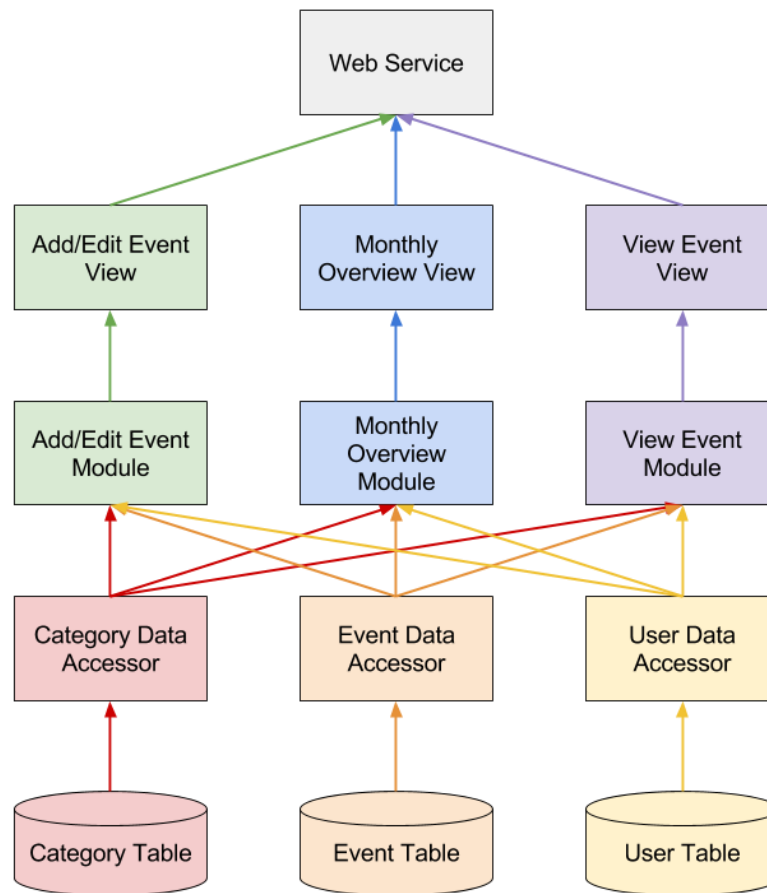 Web Service
Add/Edit Event
View
Monthly
Overview View
View Event
View
Add/Edit Event
Module
Monthly
Overview
Module
View Event
Module
Category Data
Accessor
Event Data
Accessor
User Data
Accessor
Category Table
Event Table
User Table